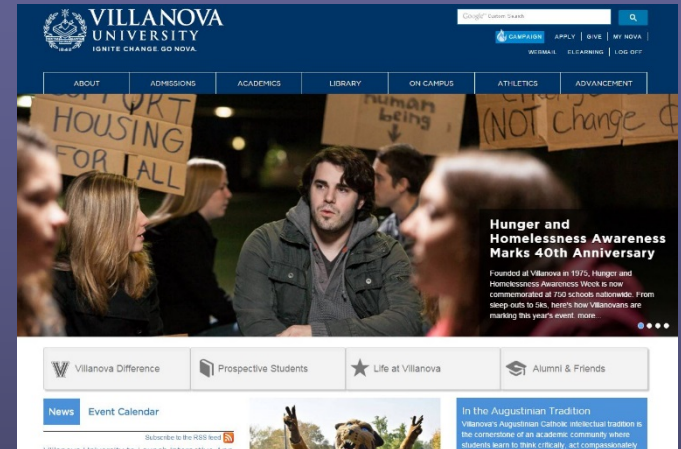 VILLANOVA
UNIVERSITY
IGNITE CHANGE. GO NOVA.
Google™ Custom Search
CAMPAIGN APPLY | GIVE | MY NOVA |
WEBMAIL ELEARNING | LOG OFF
ABOUT ADMISSIONS ACADEMICS LIBRARY ON CAMPUS ATHLETICS ADVANCEMENT
HOUSING
FOR ALL
human
being
(NOT change
Hunger and
Homelessness Awareness
Marks 40th Anniversary
Founded at Villanova in 1975, Hunger and
Homelessness Awareness Week is now
commemorated at 750 schools nationwide. From
sleep-outs to 5ks, here's how Villanovans are
marking this year's event. more...
Villanova Difference Prospective Students Life at Villanova Alumni & Friends
News Event Calendar
Subscribe to the RSS feed
In the Augustinian Tradition
Villanova's Augustinian Catholic intellectual tradition is
the cornerstone of an academic community where
students learn to think critically, act compassionately